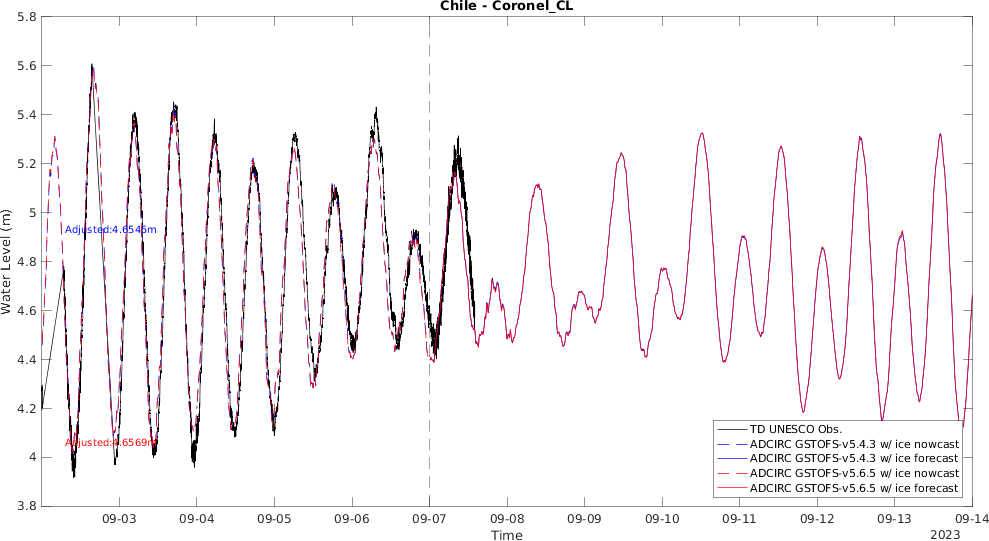 Chile - Coronel_CL
5.8
5.6
5.4
5.2
5
4.8
4.6
4.4
4.2
4
3.8
Water Level (m)
Adjusted:4.6545m
Adjusted:4.6569m
TD UNESCO Obs.
ADCIRC GSTOFS-v5.4.3 w/ ice nowcast
ADCIRC GSTOFS-v5.4.3 w/ ice forecast
ADCIRC GSTOFS-v5.6.5 w/ ice nowcast
ADCIRC GSTOFS-v5.6.5 w/ ice forecast
09-03 09-04 09-05 09-06 09-07 09-08 09-09 09-10 09-11 09-12 09-13 09-14
Time
2023